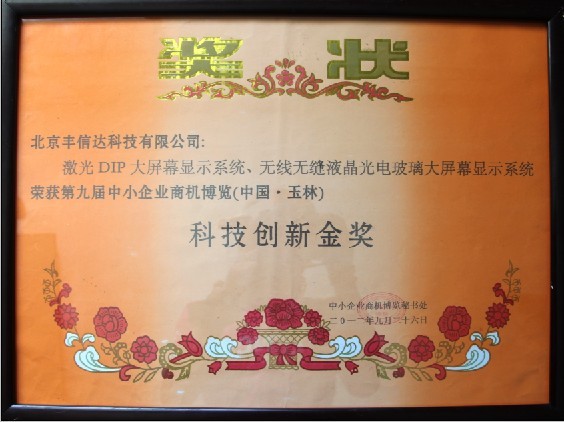 奖状
北京丰信达科技有限公司:
激光DIP大屏幕显示系统、无线无缝液晶光电玻璃大屏幕显示系统
荣获第九届中小企业商机博览(中国·玉林)
科技创新金奖
中小企业商机博览秘书处
二〇一二年九月二十六日